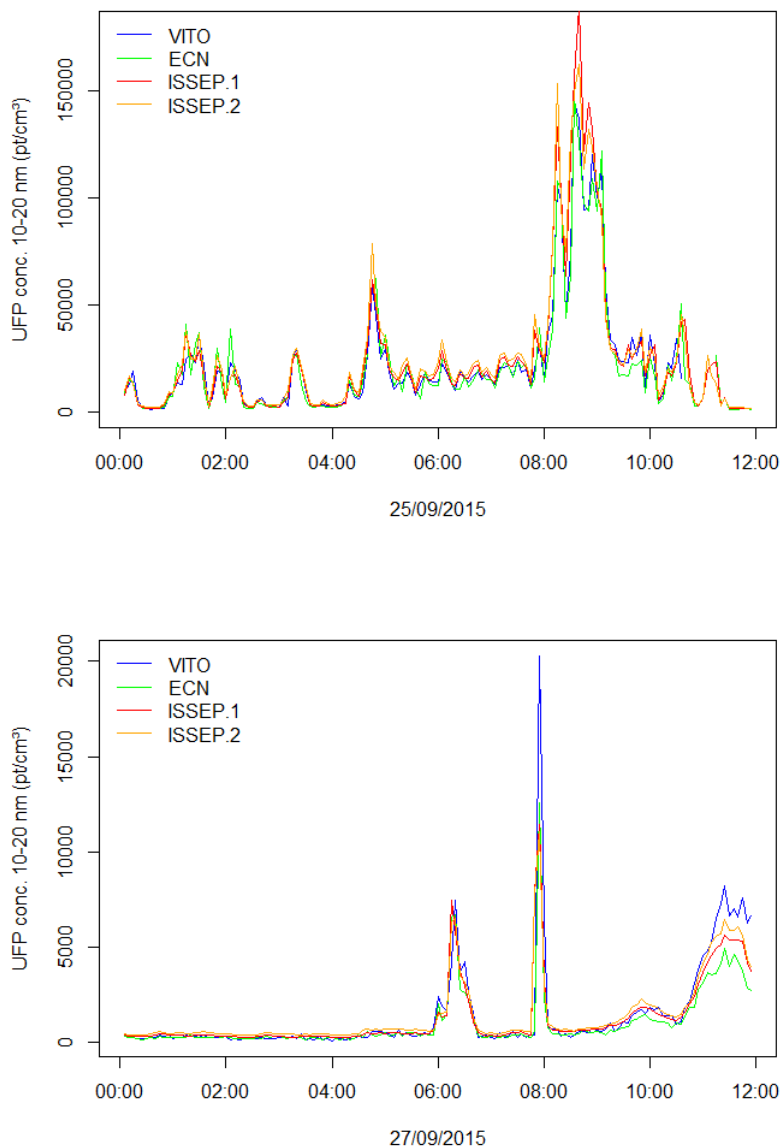 VITO
ECN
ISSEP.1
ISSEP.2
UFP conc. 10-20 nm (pt/cm³)
150000
100000
50000
0
00:00 02:00 04:00 06:00 08:00 10:00 12:00
25/09/2015
VITO
ECN
ISSEP.1
ISSEP.2
UFP conc. 10-20 nm (pt/cm³)
20000
15000
10000
5000
0
00:00 02:00 04:00 06:00 08:00 10:00 12:00
27/09/2015